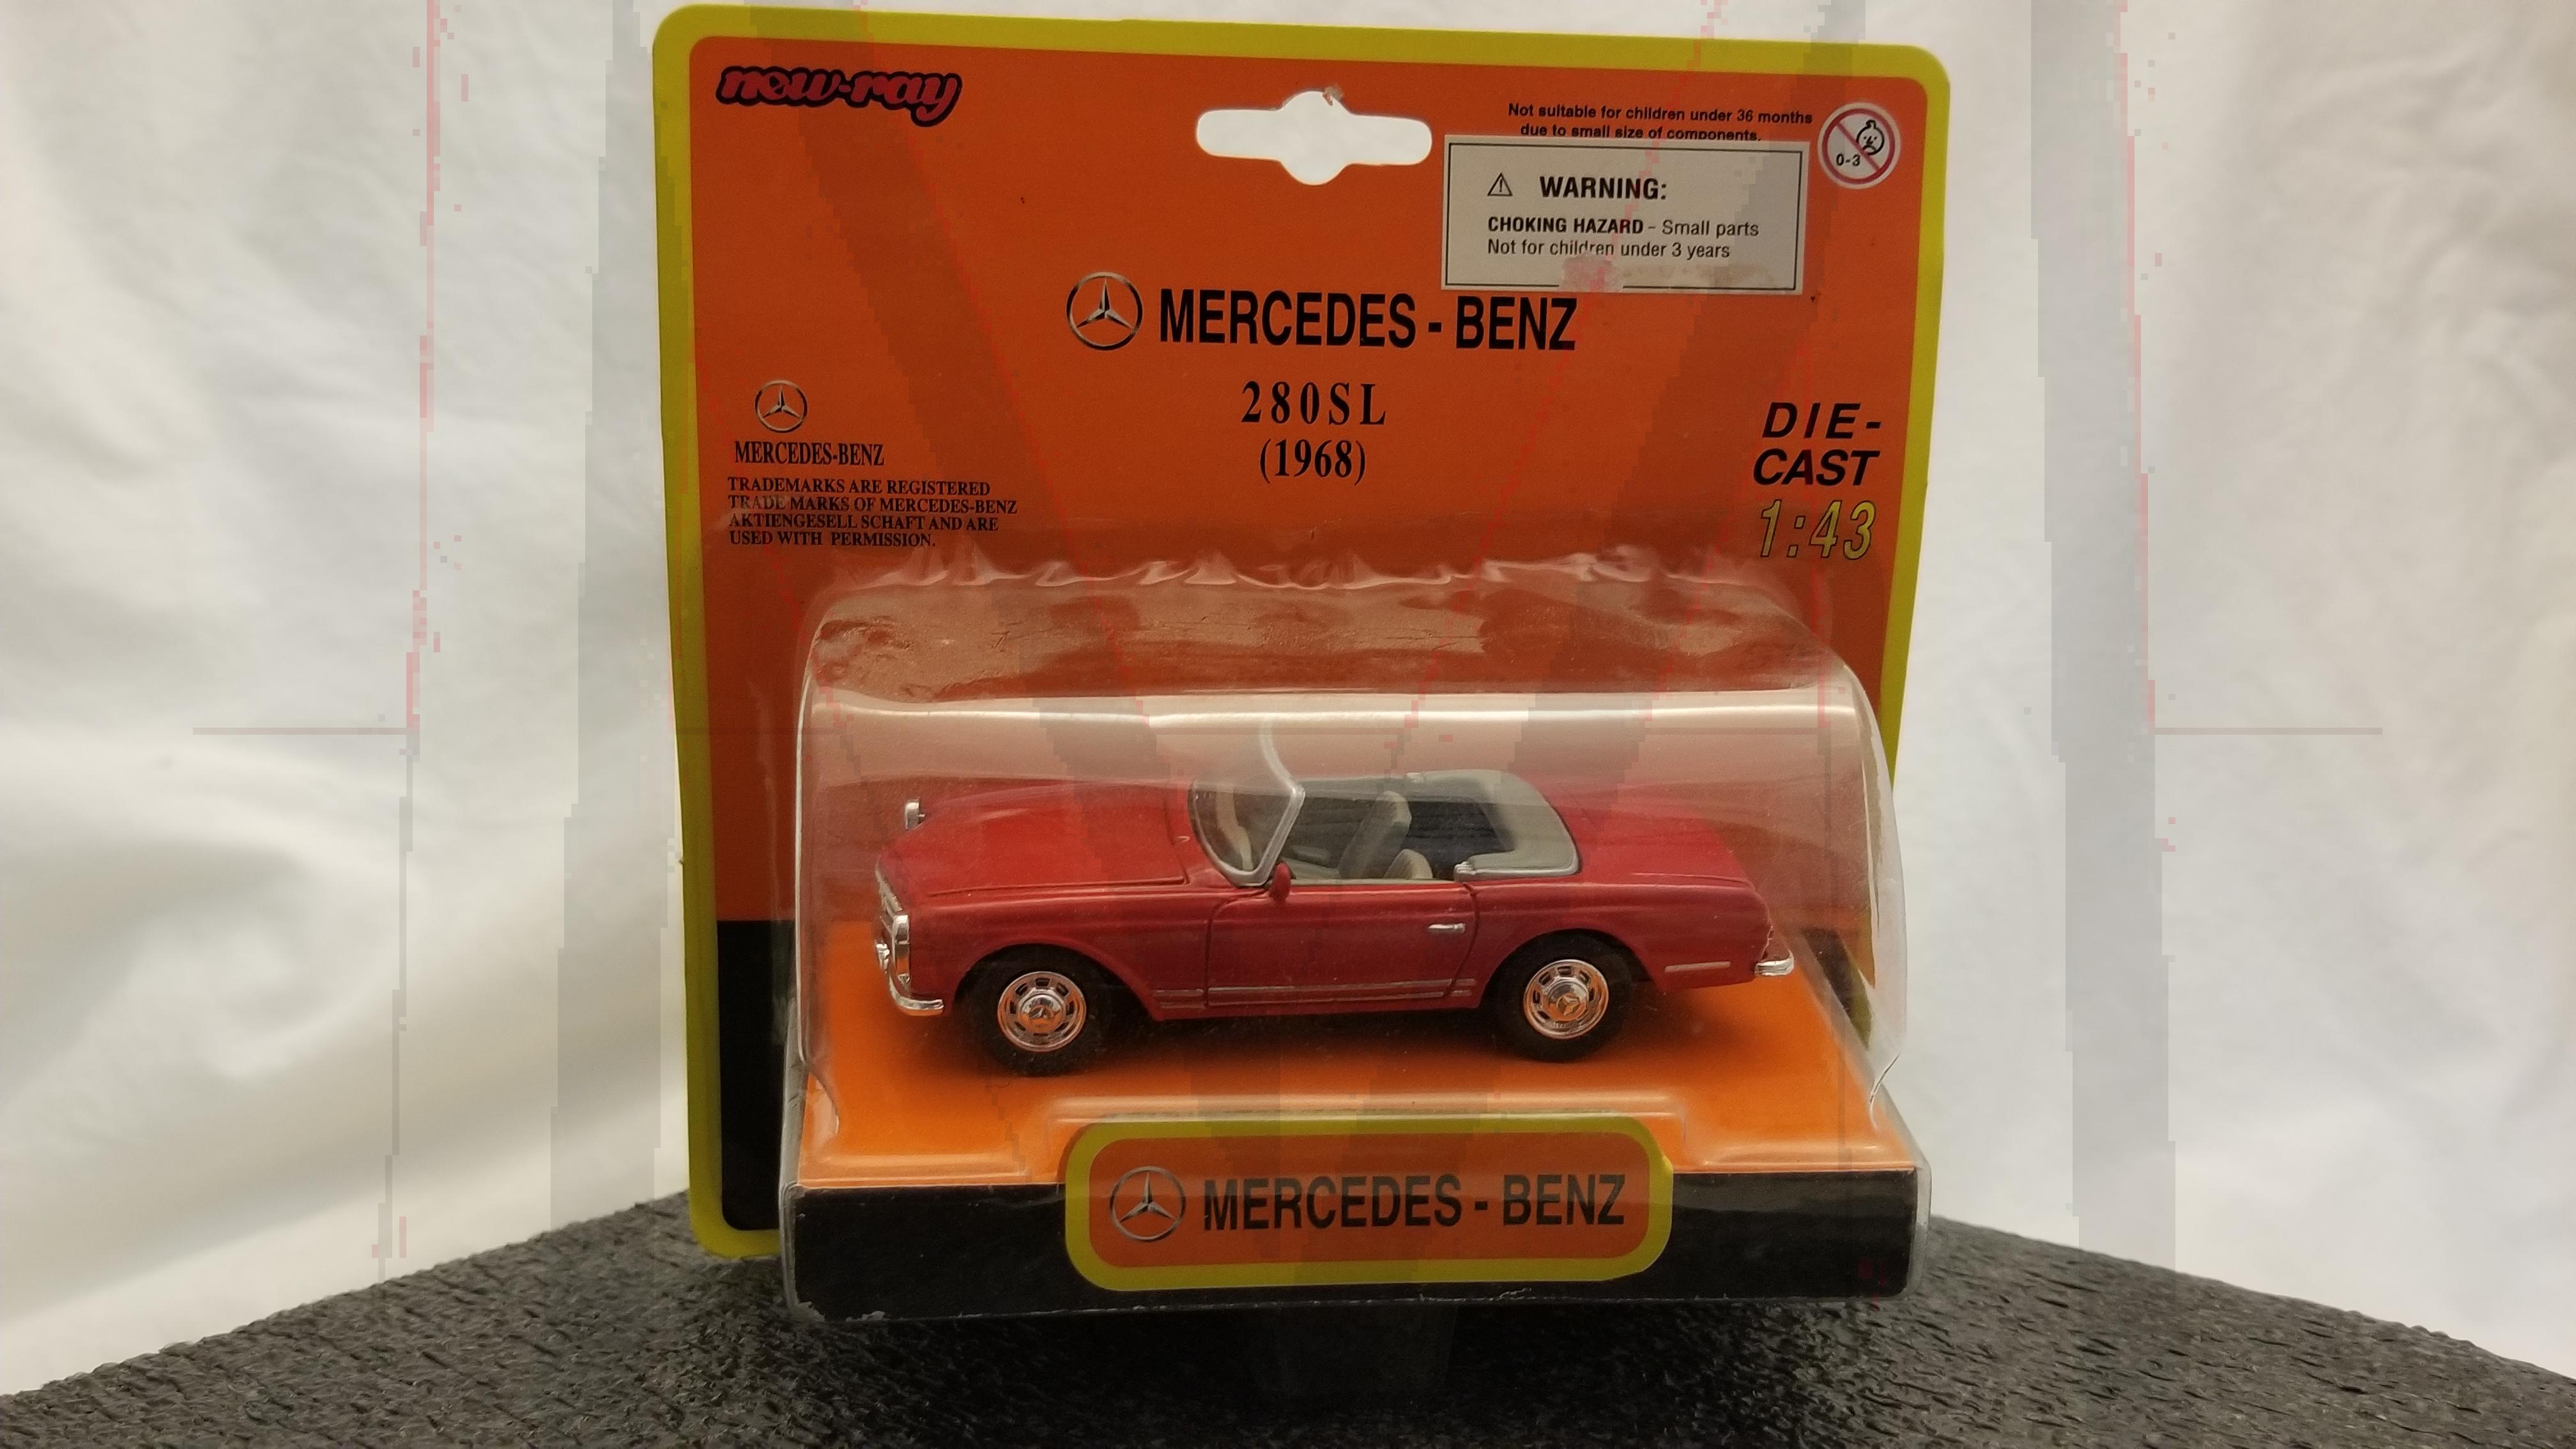 new-ray
Not suitable for children under 36 months
due to small size of components.
0-3
WARNING:
CHOKING HAZARD - Small parts
Not for children under 3 years
MERCEDES - BENZ
280SL
(1968)
MERCEDES-BENZ
TRADEMARKS ARE REGISTERED
TRADE MARKS OF MERCEDES-BENZ
AKTIENGESELL SCHAFT AND ARE
USED WITH PERMISSION.
DIE-
CAST
1:43
MERCEDES - BENZ